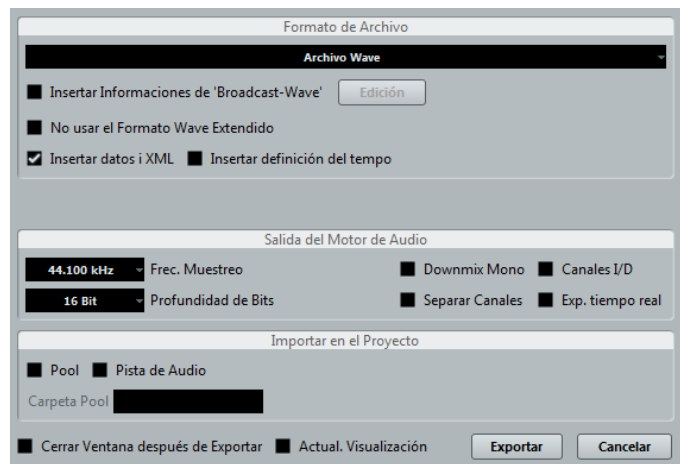 Formato de Archivo
Archivo Wave
Insertar Informaciones de 'Broadcast-Wave' Edición
No usar el Formato Wave Extendido
Insertar datos i XML Insertar definición del tempo
Salida del Motor de Audio
44.100 kHz Frec. Muestreo Downmix Mono Canales I/D
16 Bit Profundidad de Bits Separar Canales Exp. tiempo real
Importar en el Proyecto
Pool Pista de Audio
Carpeta Pool
Cerrar Ventana después de Exportar Actual. Visualización Exportar Cancelar